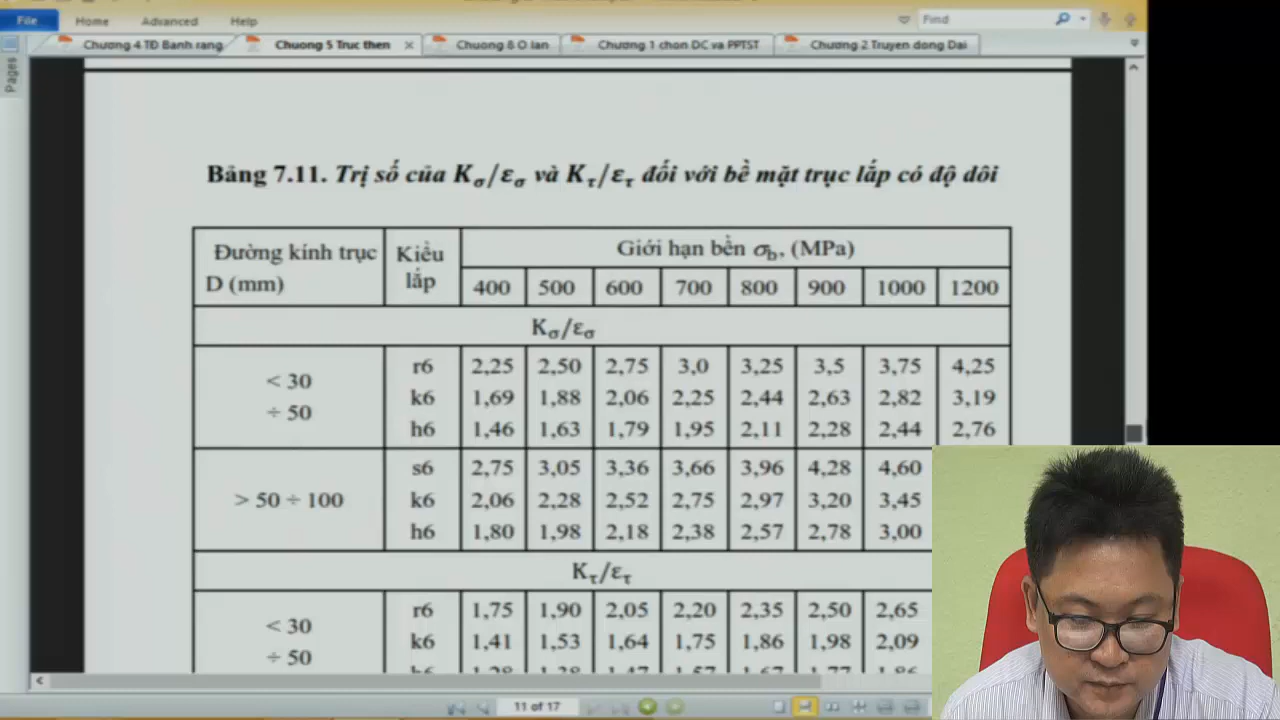 File Home Advanced Help Find
Chương 4 TĐ Banh rang Chuong 5 Truc then Chuong 8 O lan Chương 1 chon DC va PPTST Chương 2 Truyen dong Dai
Pages
Bảng 7.11. Trị số của Kσ/εσ và Kτ/ετ đối với bề mặt trục lắp có độ dôi
Đường kính trục D (mm) Kiểu lắp Giới hạn bền σb, (MPa)
400 500 600 700 800 900 1000 1200
Kσ/εσ
< 30 ÷ 50
r6 2,25 2,50 2,75 3,0 3,25 3,5 3,75 4,25
k6 1,69 1,88 2,06 2,25 2,44 2,63 2,82 3,19
h6 1,46 1,63 1,79 1,95 2,11 2,28 2,44 2,76
> 50 ÷ 100
s6 2,75 3,05 3,36 3,66 3,96 4,28 4,60
k6 2,06 2,28 2,52 2,75 2,97 3,20 3,45
h6 1,80 1,98 2,18 2,38 2,57 2,78 3,00
Kτ/ετ
< 30 ÷ 50
r6 1,75 1,90 2,05 2,20 2,35 2,50 2,65
k6 1,41 1,53 1,64 1,75 1,86 1,98 2,09
11 of 17